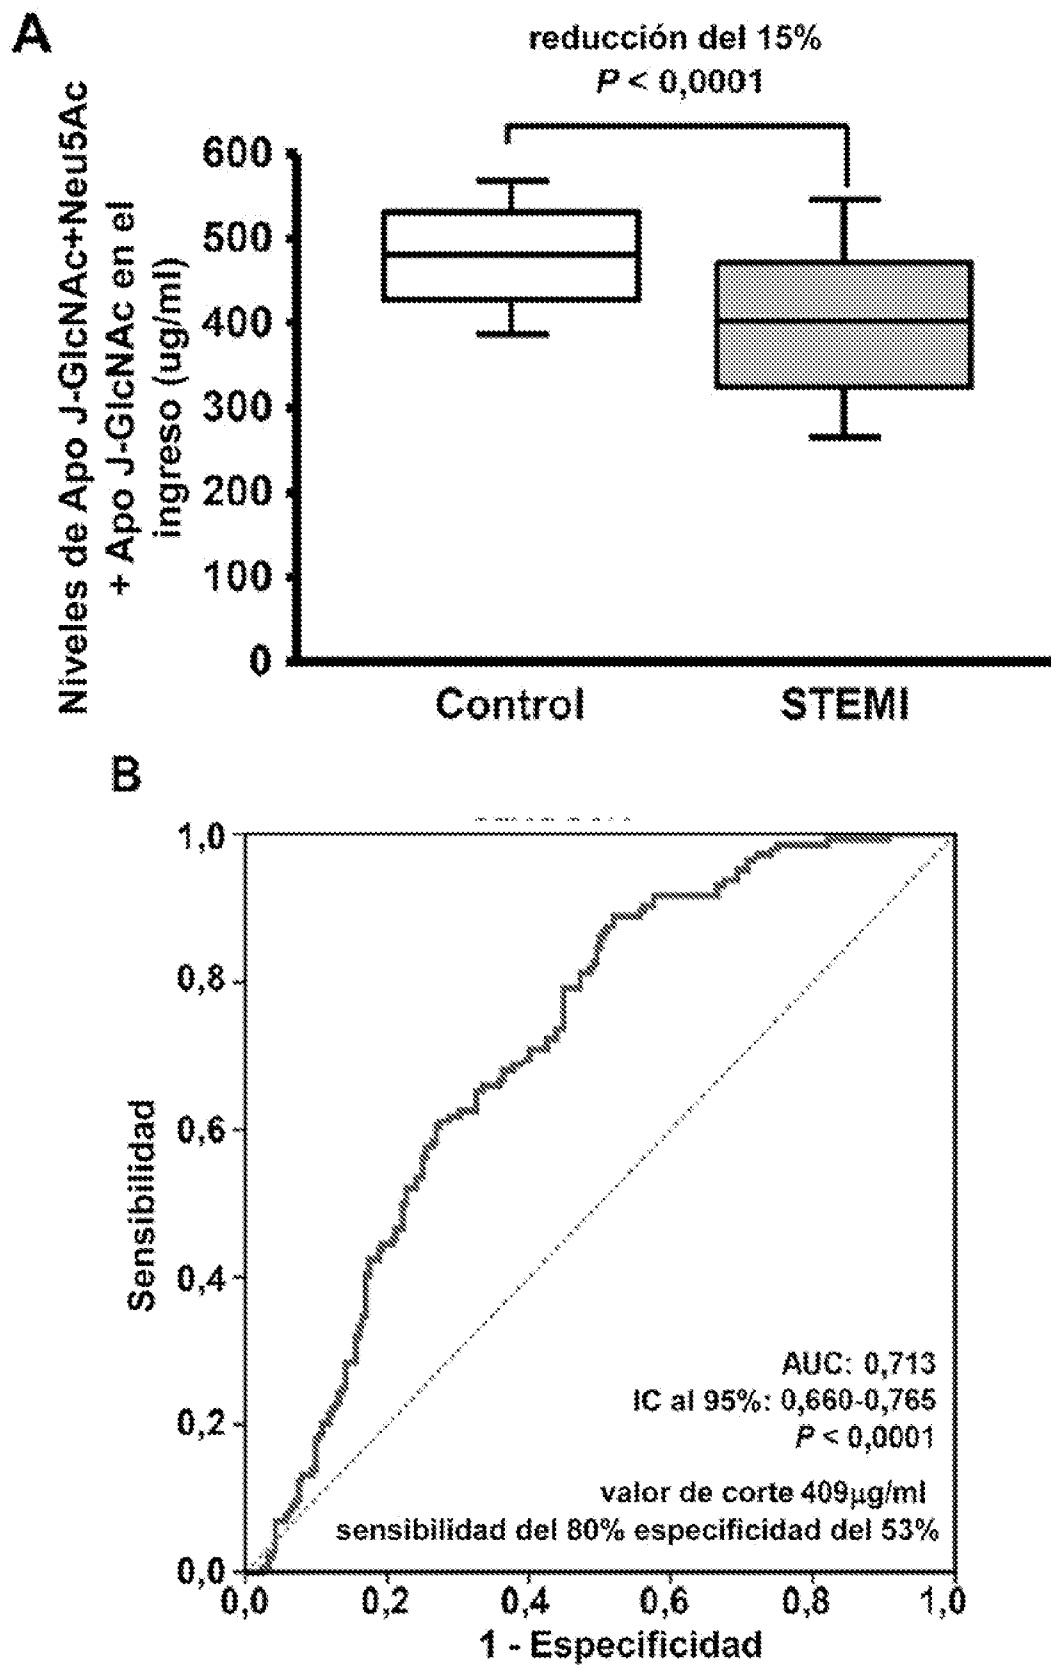 A
reducción del 15%
P < 0,0001
Niveles de Apo J-GlcNAc+Neu5Ac
+ Apo J-GlcNAc en el
ingreso (ug/ml)
600
500
400
300
200
100
0
Control
STEMI
B
1,0
0,8
0,6
0,4
0,2
0,0
Sensibilidad
AUC: 0,713
IC al 95%: 0,660-0,765
P < 0,0001
valor de corte 409µg/ml
sensibilidad del 80% especificidad del 53%
0,0 0,2 0,4 0,6 0,8 1,0
1 - Especificidad